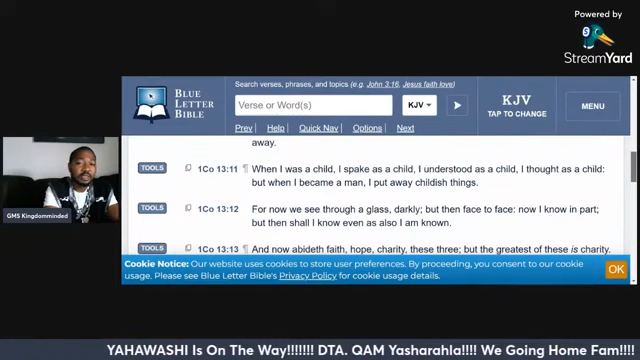 Powered by
StreamYard
BLUE
LETTER
BIBLE
Search verses, phrases, and topics (e.g. John 3:16, Jesus faith love)
Verse or Word(s)
KJV
KJV
TAP TO CHANGE
MENU
Prev Help Quick Nav Options Next
away.
TOOLS 1Co 13:11 ¶ When I was a child, I spake as a child, I understood as a child, I thought as a child:
but when I became a man, I put away childish things.
TOOLS 1Co 13:12 For now we see through a glass, darkly; but then face to face: now I know in part;
but then shall I know even as also I am known.
TOOLS 1Co 13:13 ¶ And now abideth faith, hope, charity, these three; but the greatest of these is charity.
GMS Kingdomminded
Cookie Notice: Our website uses cookies to store user preferences. By proceeding, you consent to our cookie
usage. Please see Blue Letter Bible's Privacy Policy for cookie usage details.
OK
YAHAWASHI Is On The Way!!!!!!! DTA. QAM Yasharahla!!!! We Going Home Fam!!!!